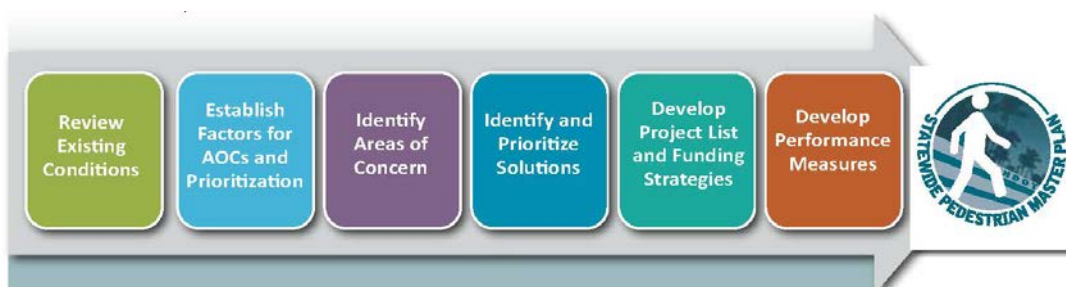 Review
Existing
Conditions
Establish
Factors for
AOCs and
Prioritization
Identify
Areas of
Concern
Identify and
Prioritize
Solutions
Develop
Project List
and Funding
Strategies
Develop
Performance
Measures
STATEWIDE PEDESTRIAN MASTER PLAN
HDOT